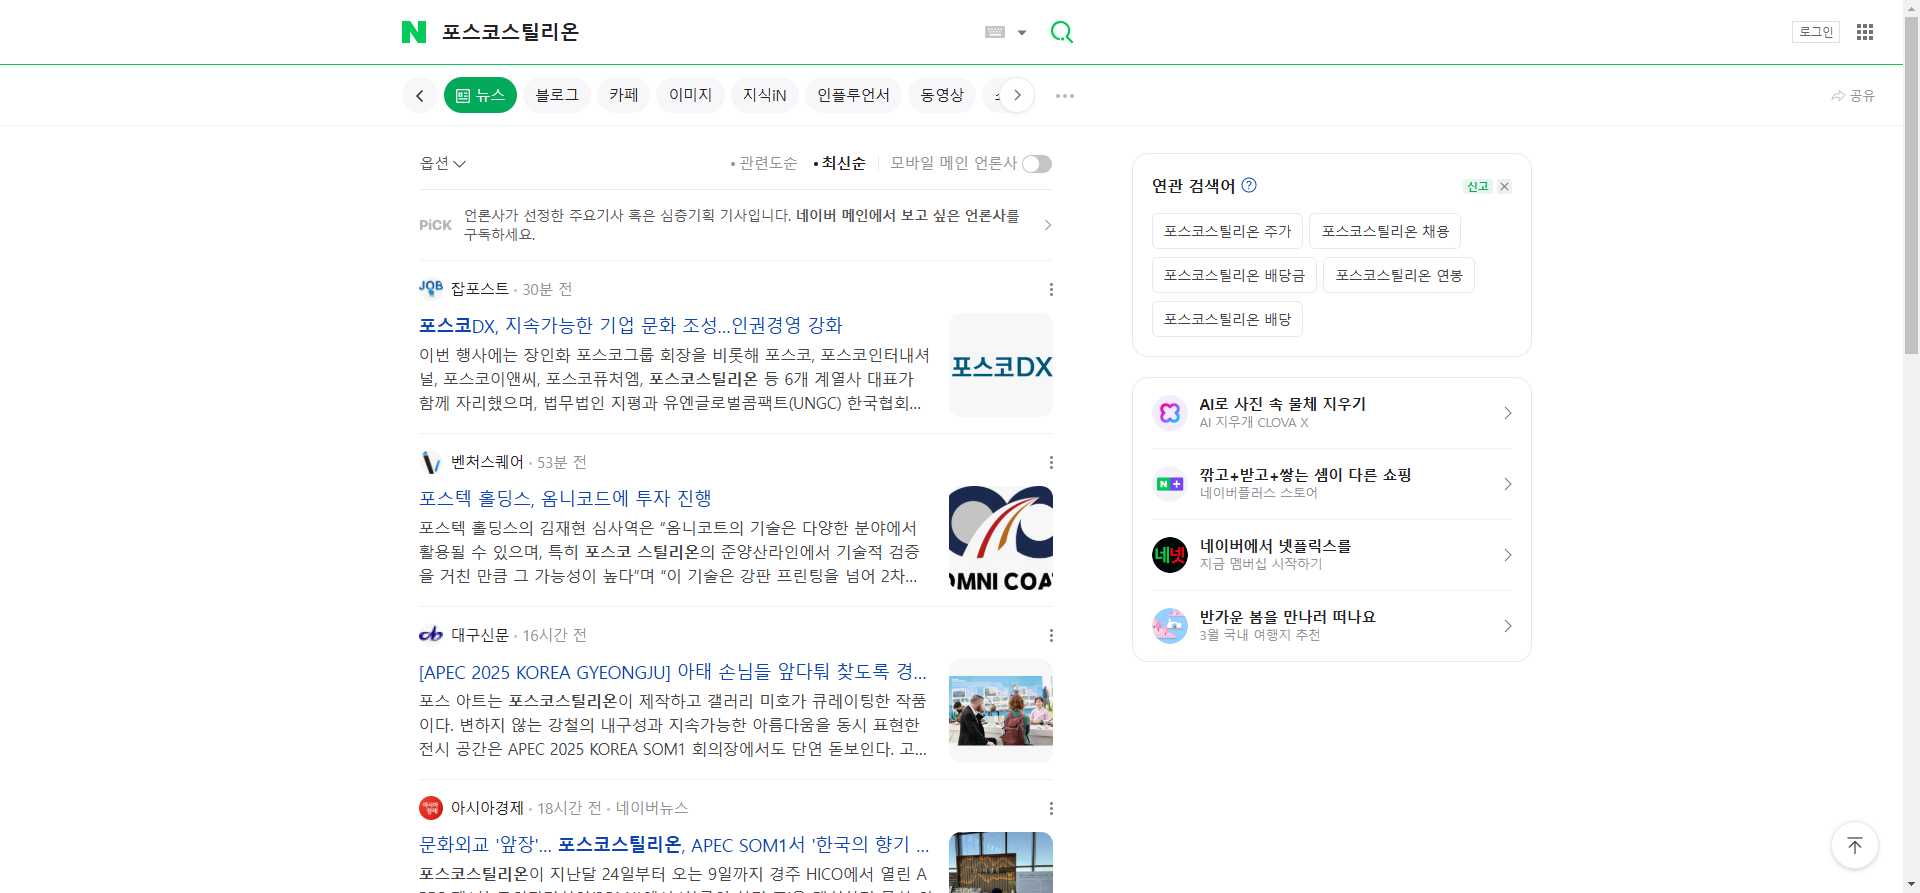 포스코스틸리온
로그인
뉴스 블로그 카페 이미지 지식iN 인플루언서 동영상
공유
옵션 관련도순 최신순 모바일 메인 언론사
PiCK 언론사가 선정한 주요기사 혹은 심층기획 기사입니다. 네이버 메인에서 보고 싶은 언론사를
구독하세요.
JOB 잡포스트 · 30분 전
포스코DX, 지속가능한 기업 문화 조성...인권경영 강화
이번 행사에는 장인화 포스코그룹 회장을 비롯해 포스코, 포스코인터내셔
널, 포스코이앤씨, 포스코퓨처엠, 포스코스틸리온 등 6개 계열사 대표가
함께 자리했으며, 법무법인 지평과 유엔글로벌콤팩트(UNGC) 한국협회...
포스코DX
벤처스퀘어 · 53분 전
포스텍 홀딩스, 옴니코드에 투자 진행
포스텍 홀딩스의 김재현 심사역은 “옴니코트의 기술은 다양한 분야에서
활용될 수 있으며, 특히 포스코 스틸리온의 준양산라인에서 기술적 검증
을 거친 만큼 그 가능성이 높다”며 “이 기술은 강판 프린팅을 넘어 2차...
OMNI COA
대구신문 · 16시간 전
[APEC 2025 KOREA GYEONGJU] 아태 손님들 앞다퉈 찾도록 경...
포스 아트는 포스코스틸리온이 제작하고 갤러리 미호가 큐레이팅한 작품
이다. 변하지 않는 강철의 내구성과 지속가능한 아름다움을 동시 표현한
전시 공간은 APEC 2025 KOREA SOM1 회의장에서도 단연 돋보인다. 고...
아시아경제 아시아경제 · 18시간 전 · 네이버뉴스
문화외교 '앞장'... 포스코스틸리온, APEC SOM1서 '한국의 향기 ...
포스코스틸리온이 지난달 24일부터 오는 9일까지 경주 HICO에서 열린 A
연관 검색어 ? 신고
포스코스틸리온 주가 포스코스틸리온 채용
포스코스틸리온 배당금 포스코스틸리온 연봉
포스코스틸리온 배당
AI로 사진 속 물체 지우기
AI 지우개 CLOVA X
깎고+받고+쌓는 셈이 다른 쇼핑
네이버플러스 스토어
네넷
네이버에서 넷플릭스를
지금 멤버십 시작하기
반가운 봄을 만나러 떠나요
3월 국내 여행지 추천